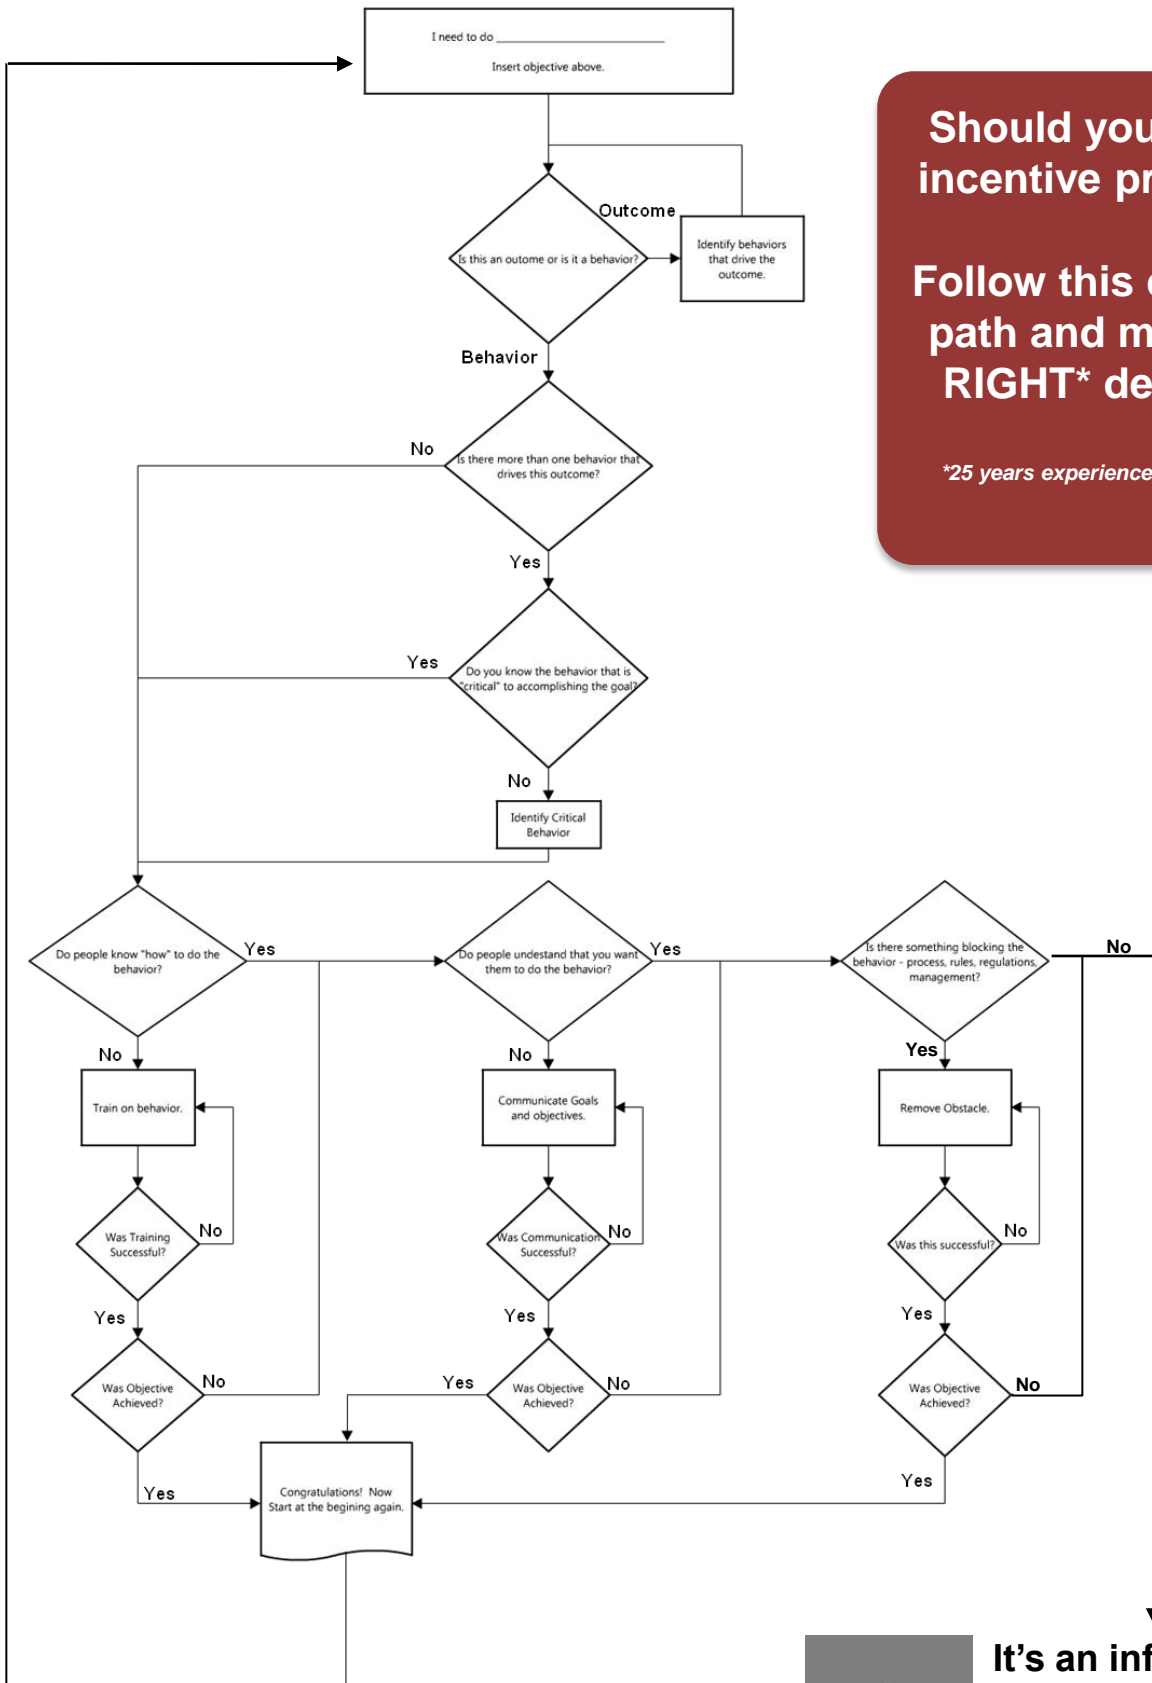 I need to do ____________________
Insert objective above.
Should you
incentive pr
Follow this
path and m
RIGHT* de
*25 years experience
Outcome
Is this an outome or is it a behavior?
Identify behaviors
that drive the
outcome.
Behavior
No
Is there more than one behavior that
drives this outcome?
Yes
Yes
Do you know the behavior that is
"critical" to accomplishing the goal?
No
Identify Critical
Behavior
Do people know "how" to do the
behavior?
Yes
Do people undestand that you want
them to do the behavior?
Yes
Is there something blocking the
behavior - process, rules, regulations,
management?
No
No
No
Yes
Train on behavior.
Communicate Goals
and objectives.
Remove Obstacle.
Was Training
Successful?
No
Was Communication
Successful?
No
Was this successful?
No
Yes
Yes
Yes
Was Objective
Achieved?
No
Yes
Was Objective
Achieved?
No
Was Objective
Achieved?
No
Yes
Yes
Congratulations! Now
Start at the begining again.
It's an inf